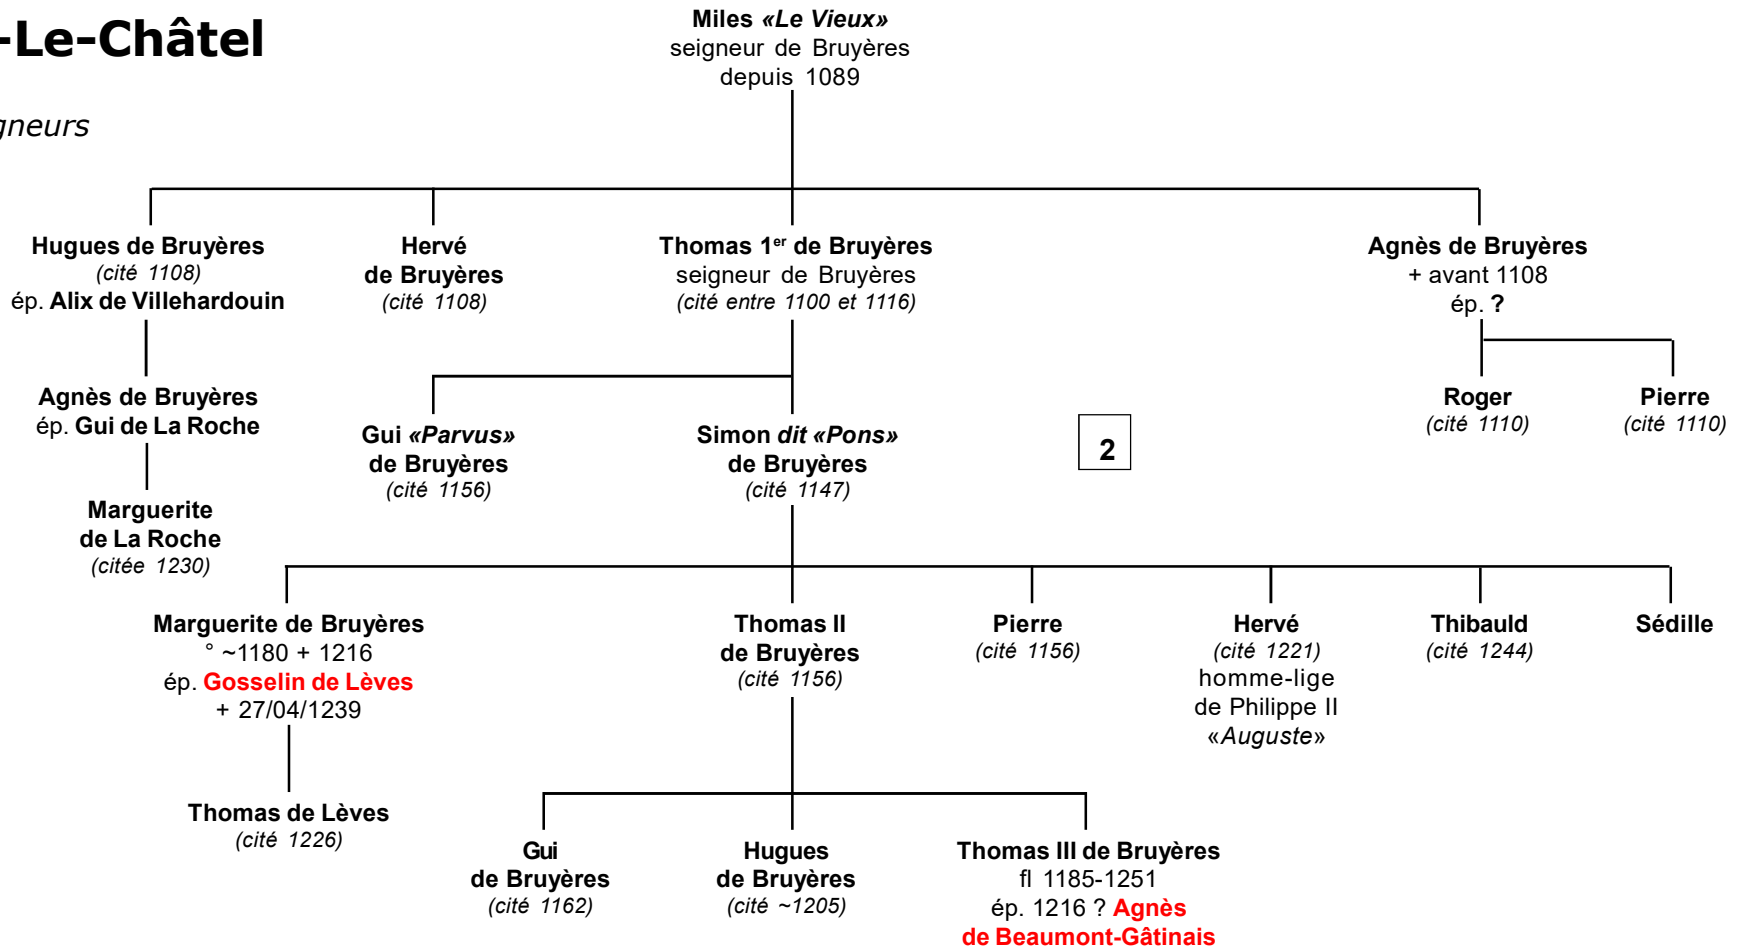 -Le-Châtel
gneurs
Miles «Le Vieux»
seigneur de Bruyères
depuis 1089
Hugues de Bruyères
(cité 1108)
ép. Alix de Villehardouin
Hervé
de Bruyères
(cité 1108)
Thomas 1er de Bruyères
seigneur de Bruyères
(cité entre 1100 et 1116)
Agnès de Bruyères
+ avant 1108
ép. ?
Agnès de Bruyères
ép. Gui de La Roche
Gui «Parvus»
de Bruyères
(cité 1156)
Simon dit «Pons»
de Bruyères
(cité 1147)
2
Roger
(cité 1110)
Pierre
(cité 1110)
Marguerite
de La Roche
(citée 1230)
Marguerite de Bruyères
° ~1180 + 1216
ép. Gosselin de Lèves
+ 27/04/1239
Thomas II
de Bruyères
(cité 1156)
Pierre
(cité 1156)
Hervé
(cité 1221)
homme-lige
de Philippe II
«Auguste»
Thibauld
(cité 1244)
Sédille
Thomas de Lèves
(cité 1226)
Gui
de Bruyères
(cité 1162)
Hugues
de Bruyères
(cité ~1205)
Thomas III de Bruyères
fl 1185-1251
ép. 1216 ? Agnès
de Beaumont-Gâtinais